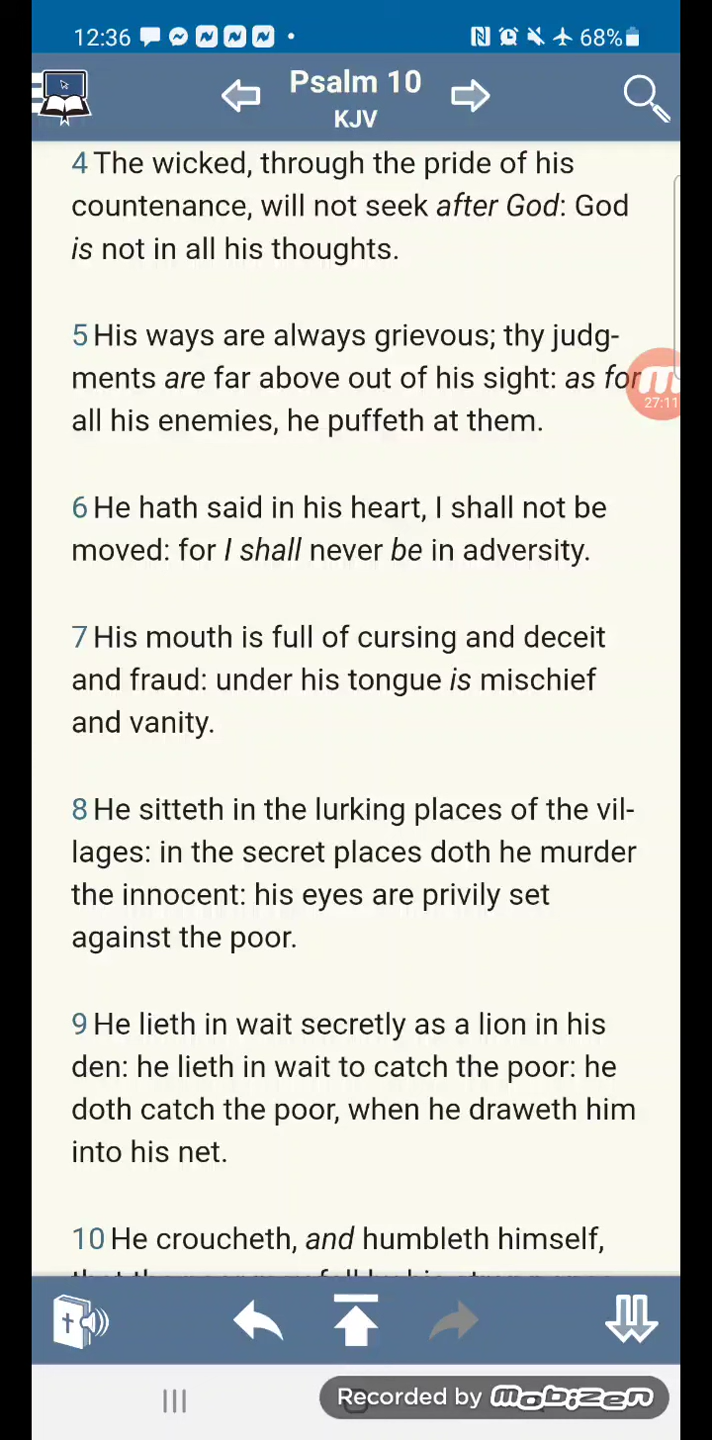 12:36 68%
Psalm 10
KJV
4 The wicked, through the pride of his
countenance, will not seek after God: God
is not in all his thoughts.
5 His ways are always grievous; thy judg-
ments are far above out of his sight: as for
all his enemies, he puffeth at them.
27:11
6 He hath said in his heart, I shall not be
moved: for I shall never be in adversity.
7 His mouth is full of cursing and deceit
and fraud: under his tongue is mischief
and vanity.
8 He sitteth in the lurking places of the vil-
lages: in the secret places doth he murder
the innocent: his eyes are privily set
against the poor.
9 He lieth in wait secretly as a lion in his
den: he lieth in wait to catch the poor: he
doth catch the poor, when he draweth him
into his net.
10 He croucheth, and humbleth himself,
Recorded by mobizen